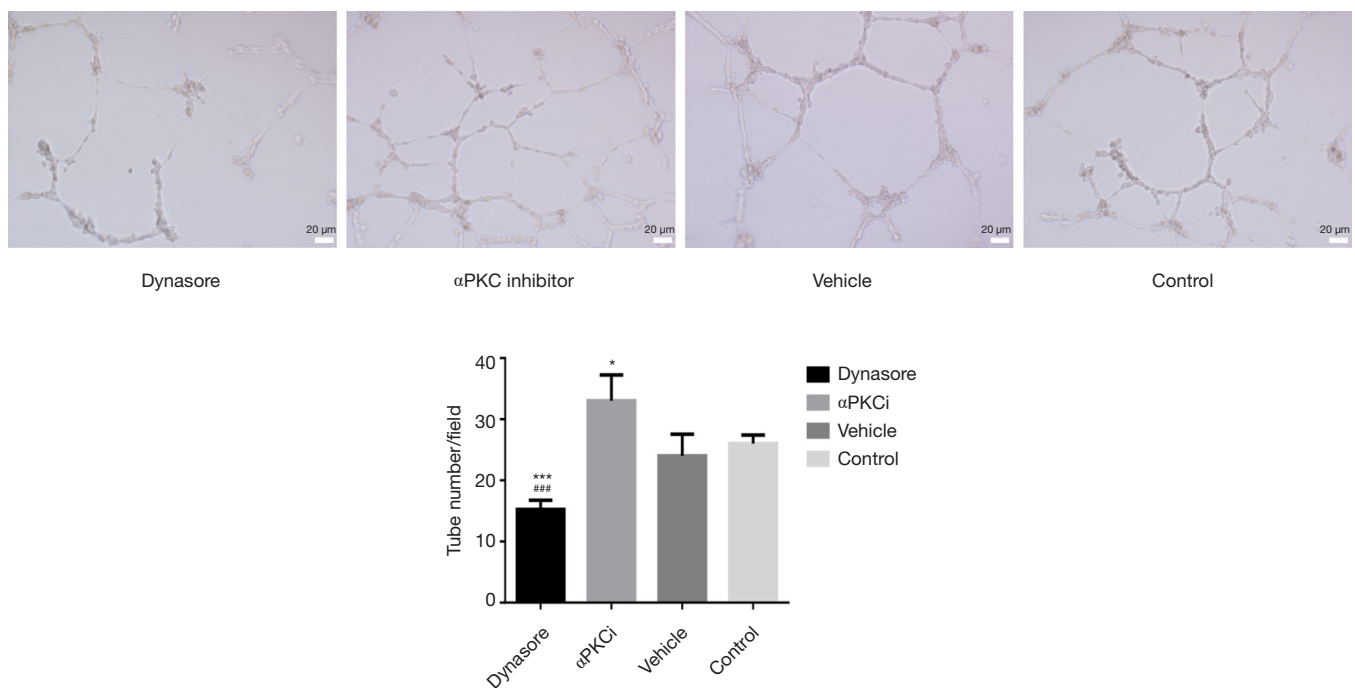 20 µm 20 µm 20 µm 20 µm
Dynasore αPKC inhibitor Vehicle Control
40
30
20
10
0
Tube number/field
*
***
###
Dynasore
αPKCi
Vehicle
Control
Dynasore
αPKCi
Vehicle
Control